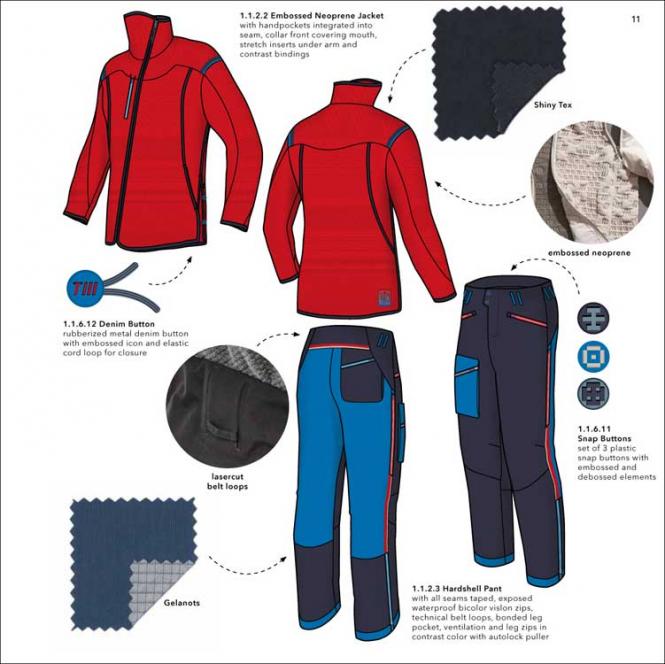 11
1.1.2.2 Embossed Neoprene Jacket
with handpockets integrated into
seam, collar front covering mouth,
stretch inserts under arm and
contrast bindings
Shiny Tex
embossed neoprene
TIII
1.1.6.12 Denim Button
rubberized metal denim button
with embossed icon and elastic
cord loop for closure
1.1.6.11
Snap Buttons
set of 3 plastic
snap buttons with
embossed and
debossed elements
lasercut
belt loops
Gelanots
1.1.2.3 Hardshell Pant
with all seams taped, exposed
waterproof bicolor vislon zips,
technical belt loops, bonded leg
pocket, ventilation and leg zips in
contrast color with autolock puller